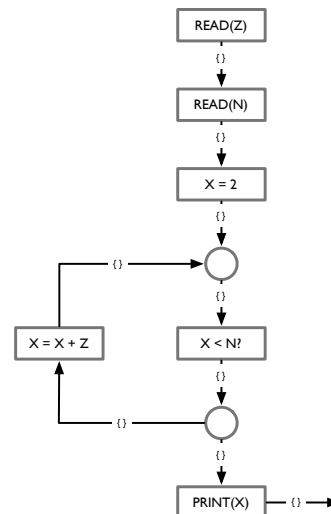 READ(Z)
{ }
READ(N)
{ }
X = 2
{ }
{ }
{ }
X = X + Z
X < N?
{ }
{ }
{ }
PRINT(X)
{ }